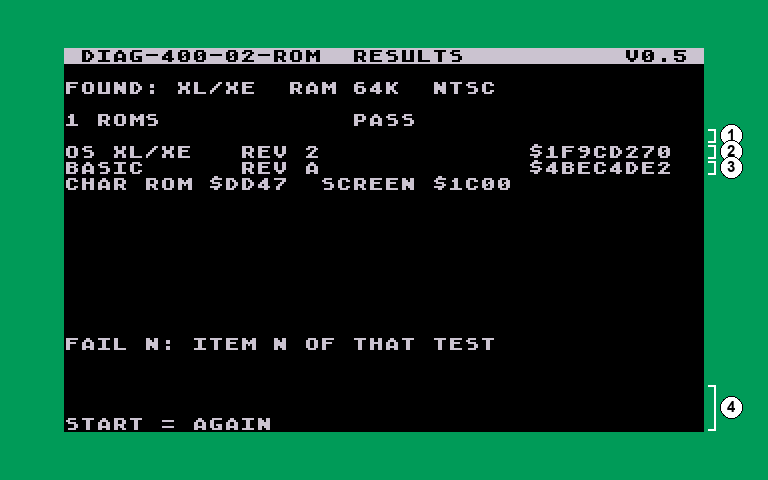 DIAG-400-02-ROM RESULTS V0.5
FOUND: XL/XE RAM 64K NTSC
1 ROMS PASS
1
OS XL/XE REV 2 $1F9CD270
2
BASIC REV A $4BEC4DE2
3
CHAR ROM $DD47 SCREEN $1C00
FAIL N: ITEM N OF THAT TEST
4
START = AGAIN